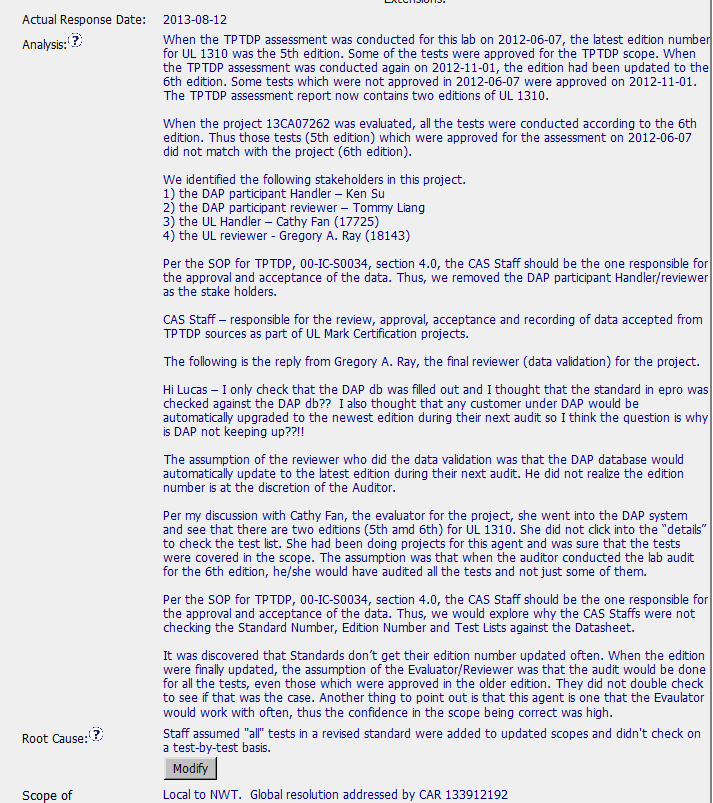 Extensions:
Actual Response Date: 2013-08-12
Analysis: When the TPTDP assessment was conducted for this lab on 2012-06-07, the latest edition number
for UL 1310 was the 5th edition. Some of the tests were approved for the TPTDP scope. When
the TPTDP assessment was conducted again on 2012-11-01, the edition had been updated to the
6th edition. Some tests which were not approved in 2012-06-07 were approved on 2012-11-01.
The TPTDP assessment report now contains two editions of UL 1310.
When the project 13CA07262 was evaluated, all the tests were conducted according to the 6th
edition. Thus those tests (5th edition) which were approved for the assessment on 2012-06-07
did not match with the project (6th edition).
We identified the following stakeholders in this project.
1) the DAP participant Handler – Ken Su
2) the DAP participant reviewer – Tommy Liang
3) the UL Handler – Cathy Fan (17725)
4) the UL reviewer - Gregory A. Ray (18143)
Per the SOP for TPTDP, 00-IC-S0034, section 4.0, the CAS Staff should be the one responsible for
the approval and acceptance of the data. Thus, we removed the DAP participant Handler/reviewer
as the stake holders.
CAS Staff – responsible for the review, approval, acceptance and recording of data accepted from
TPTDP sources as part of UL Mark Certification projects.
The following is the reply from Gregory A. Ray, the final reviewer (data validation) for the project.
Hi Lucas – I only check that the DAP db was filled out and I thought that the standard in epro was
checked against the DAP db?? I also thought that any customer under DAP would be
automatically upgraded to the newest edition during their next audit so I think the question is why
is DAP not keeping up??!!
The assumption of the reviewer who did the data validation was that the DAP database would
automatically update to the latest edition during their next audit. He did not realize the edition
number is at the discretion of the Auditor.
Per my discussion with Cathy Fan, the evaluator for the project, she went into the DAP system
and see that there are two editions (5th amd 6th) for UL 1310. She did not click into the “details”
to check the test list. She had been doing projects for this agent and was sure that the tests
were covered in the scope. The assumption was that when the auditor conducted the lab audit
for the 6th edition, he/she would have audited all the tests and not just some of them.
Per the SOP for TPTDP, 00-IC-S0034, section 4.0, the CAS Staff should be the one responsible for
the approval and acceptance of the data. Thus, we would explore why the CAS Staffs were not
checking the Standard Number, Edition Number and Test Lists against the Datasheet.
It was discovered that Standards don’t get their edition number updated often. When the edition
were finally updated, the assumption of the Evaluator/Reviewer was that the audit would be done
for all the tests, even those which were approved in the older edition. They did not double check
to see if that was the case. Another thing to point out is that this agent is one that the Evaulator
would work with often, thus the confidence in the scope being correct was high.
Root Cause: Staff assumed "all" tests in a revised standard were added to updated scopes and didn't check on
a test-by-test basis.
Modify
Scope of Local to NWT. Global resolution addressed by CAR 133912192